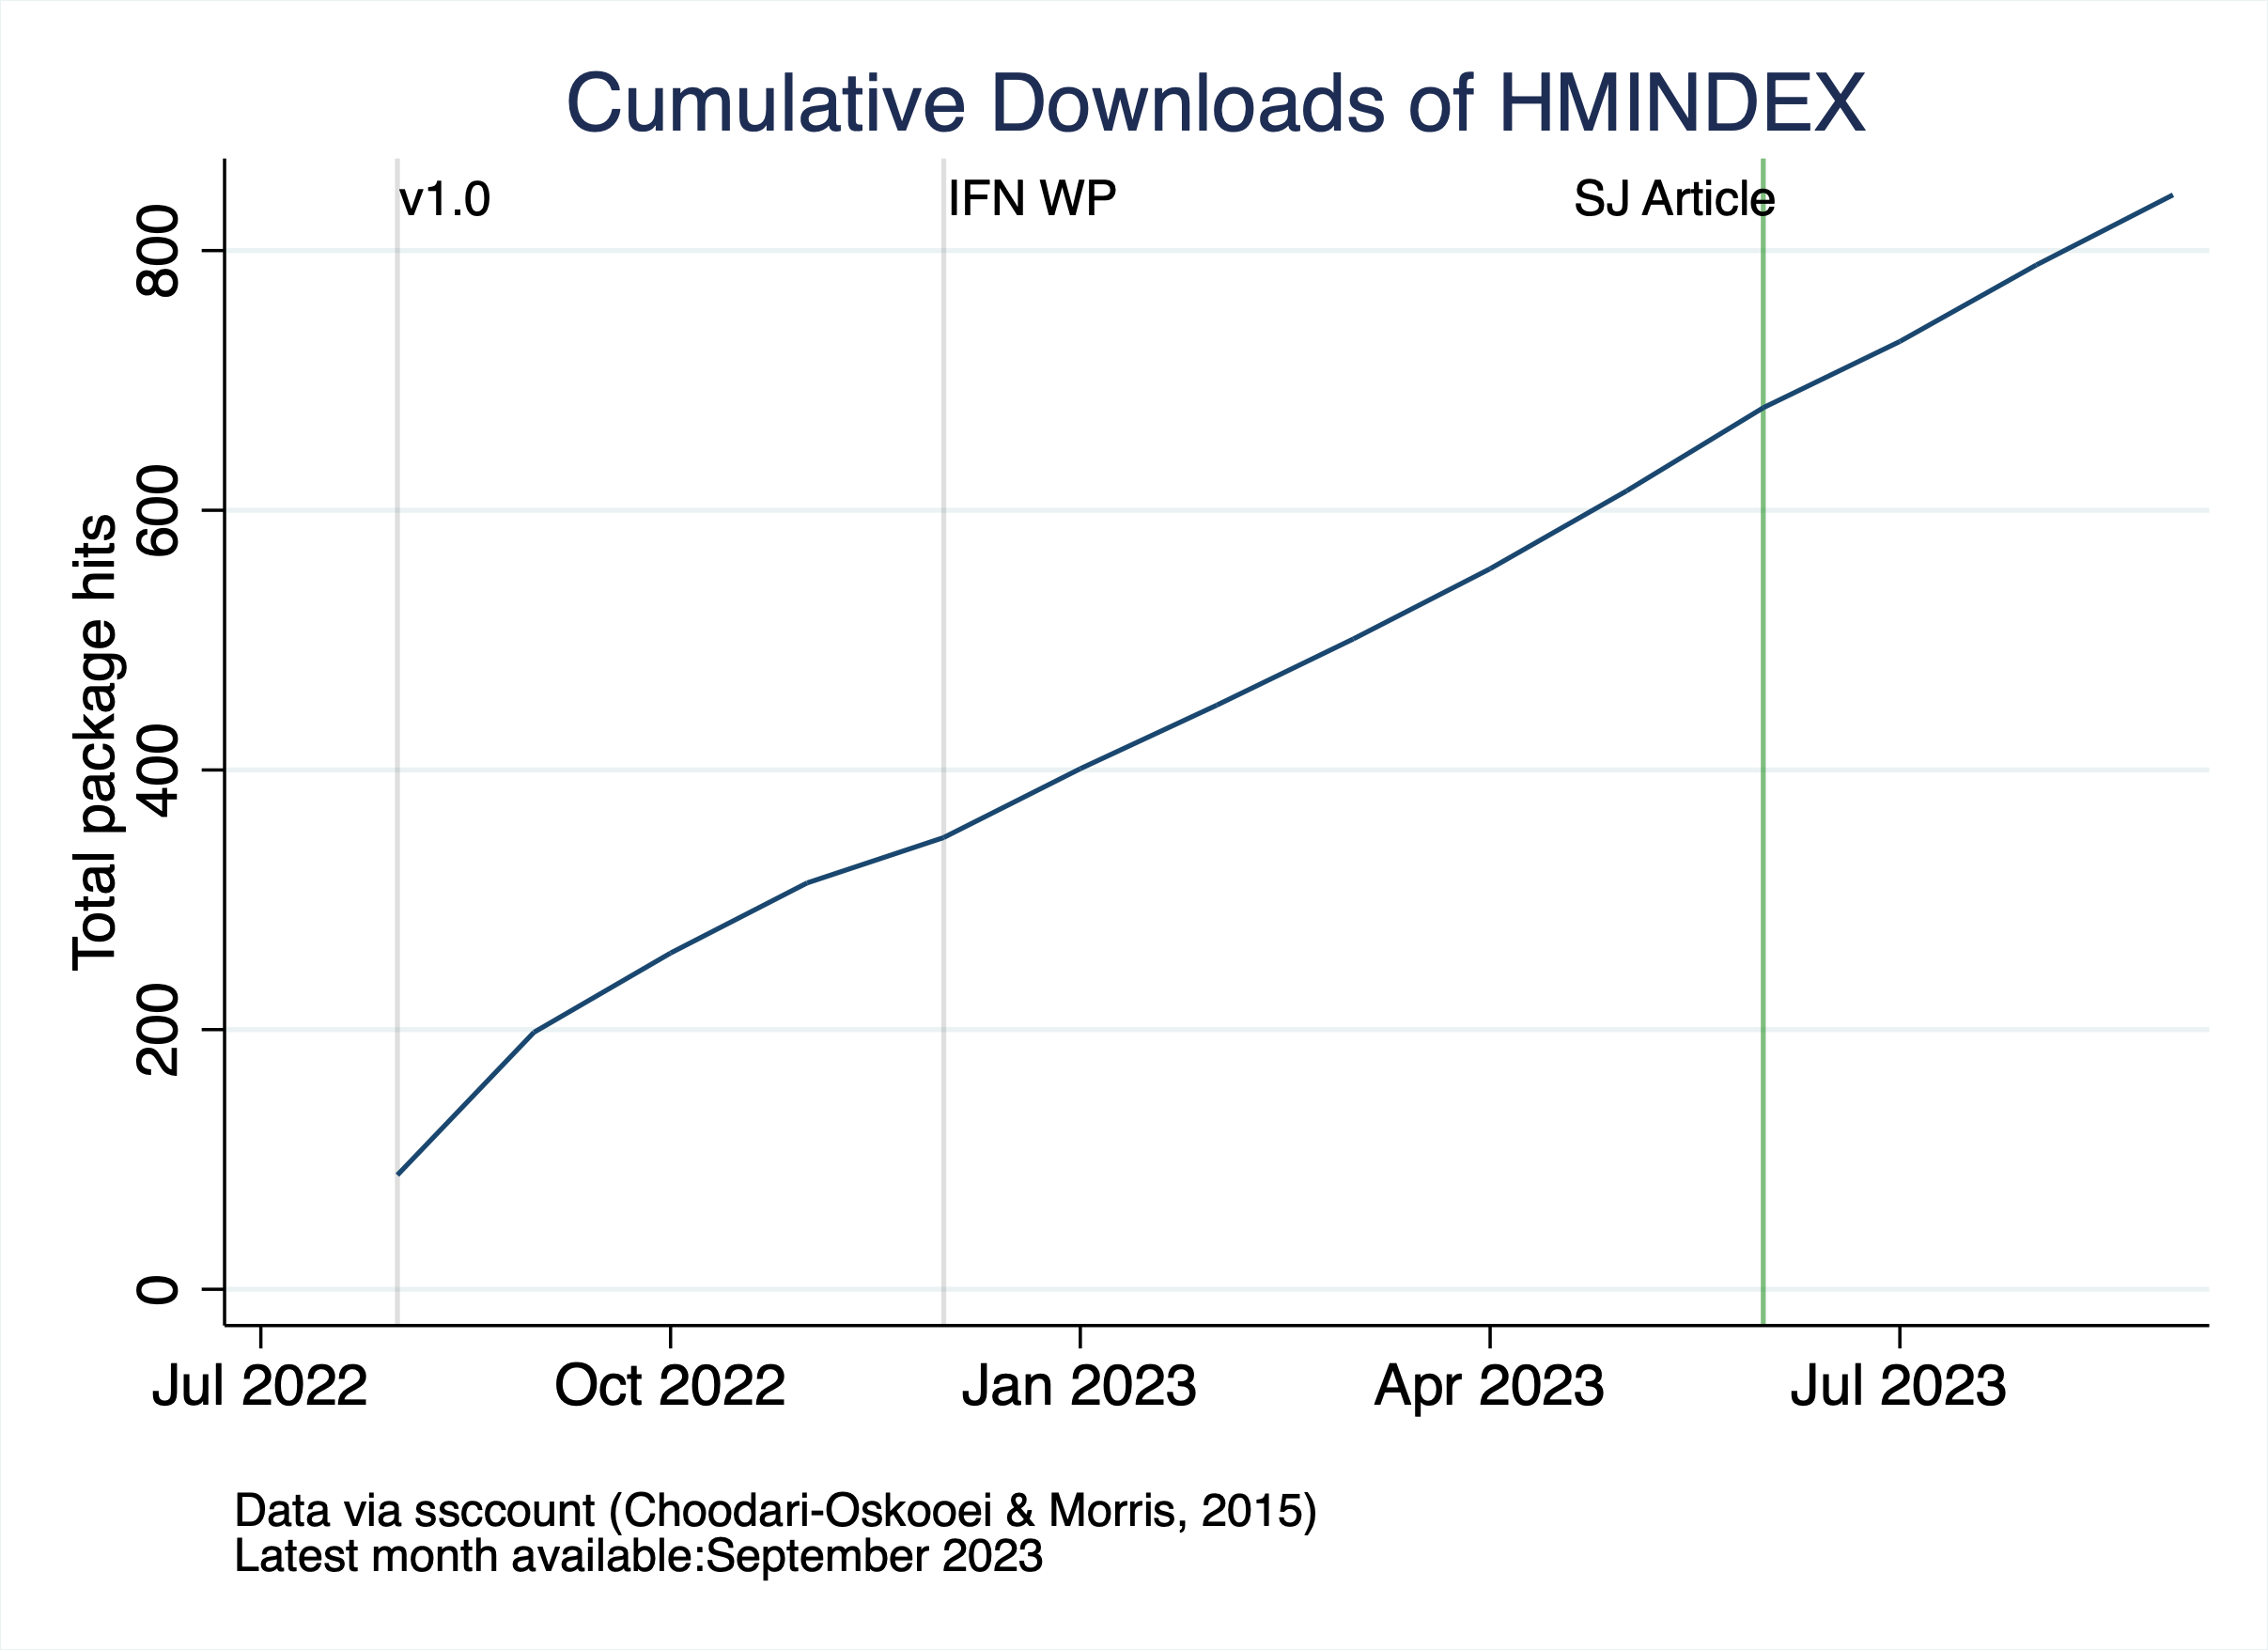 Cumulative Downloads of HMINDEX
v1.0
IFN WP
SJ Article
Total package hits
800
600
400
200
0
Jul 2022
Oct 2022
Jan 2023
Apr 2023
Jul 2023
Data via ssccount (Choodari-Oskooei & Morris, 2015)
Latest month available:September 2023